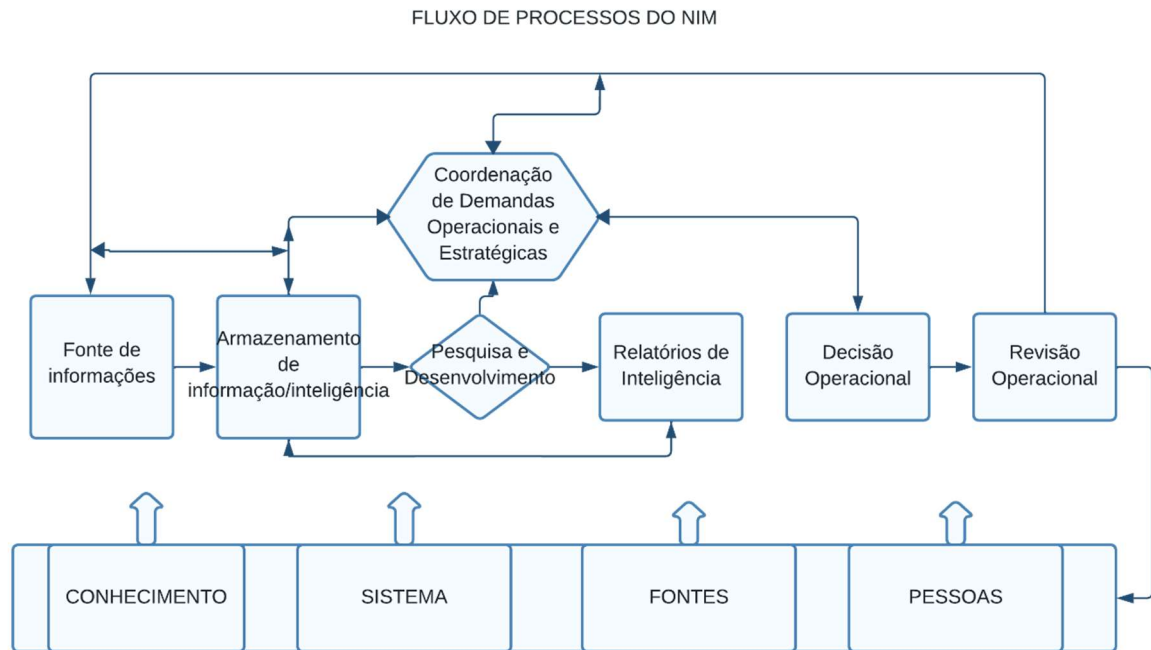 FLUXO DE PROCESSOS DO NIM
Coordenação
de Demandas
Operacionais e
Estratégicas
Fonte de
informações
Armazenamento
de
informação/inteligência
Pesquisa e
Desenvolvimento
Relatórios de
Inteligência
Decisão
Operacional
Revisão
Operacional
CONHECIMENTO
SISTEMA
FONTES
PESSOAS